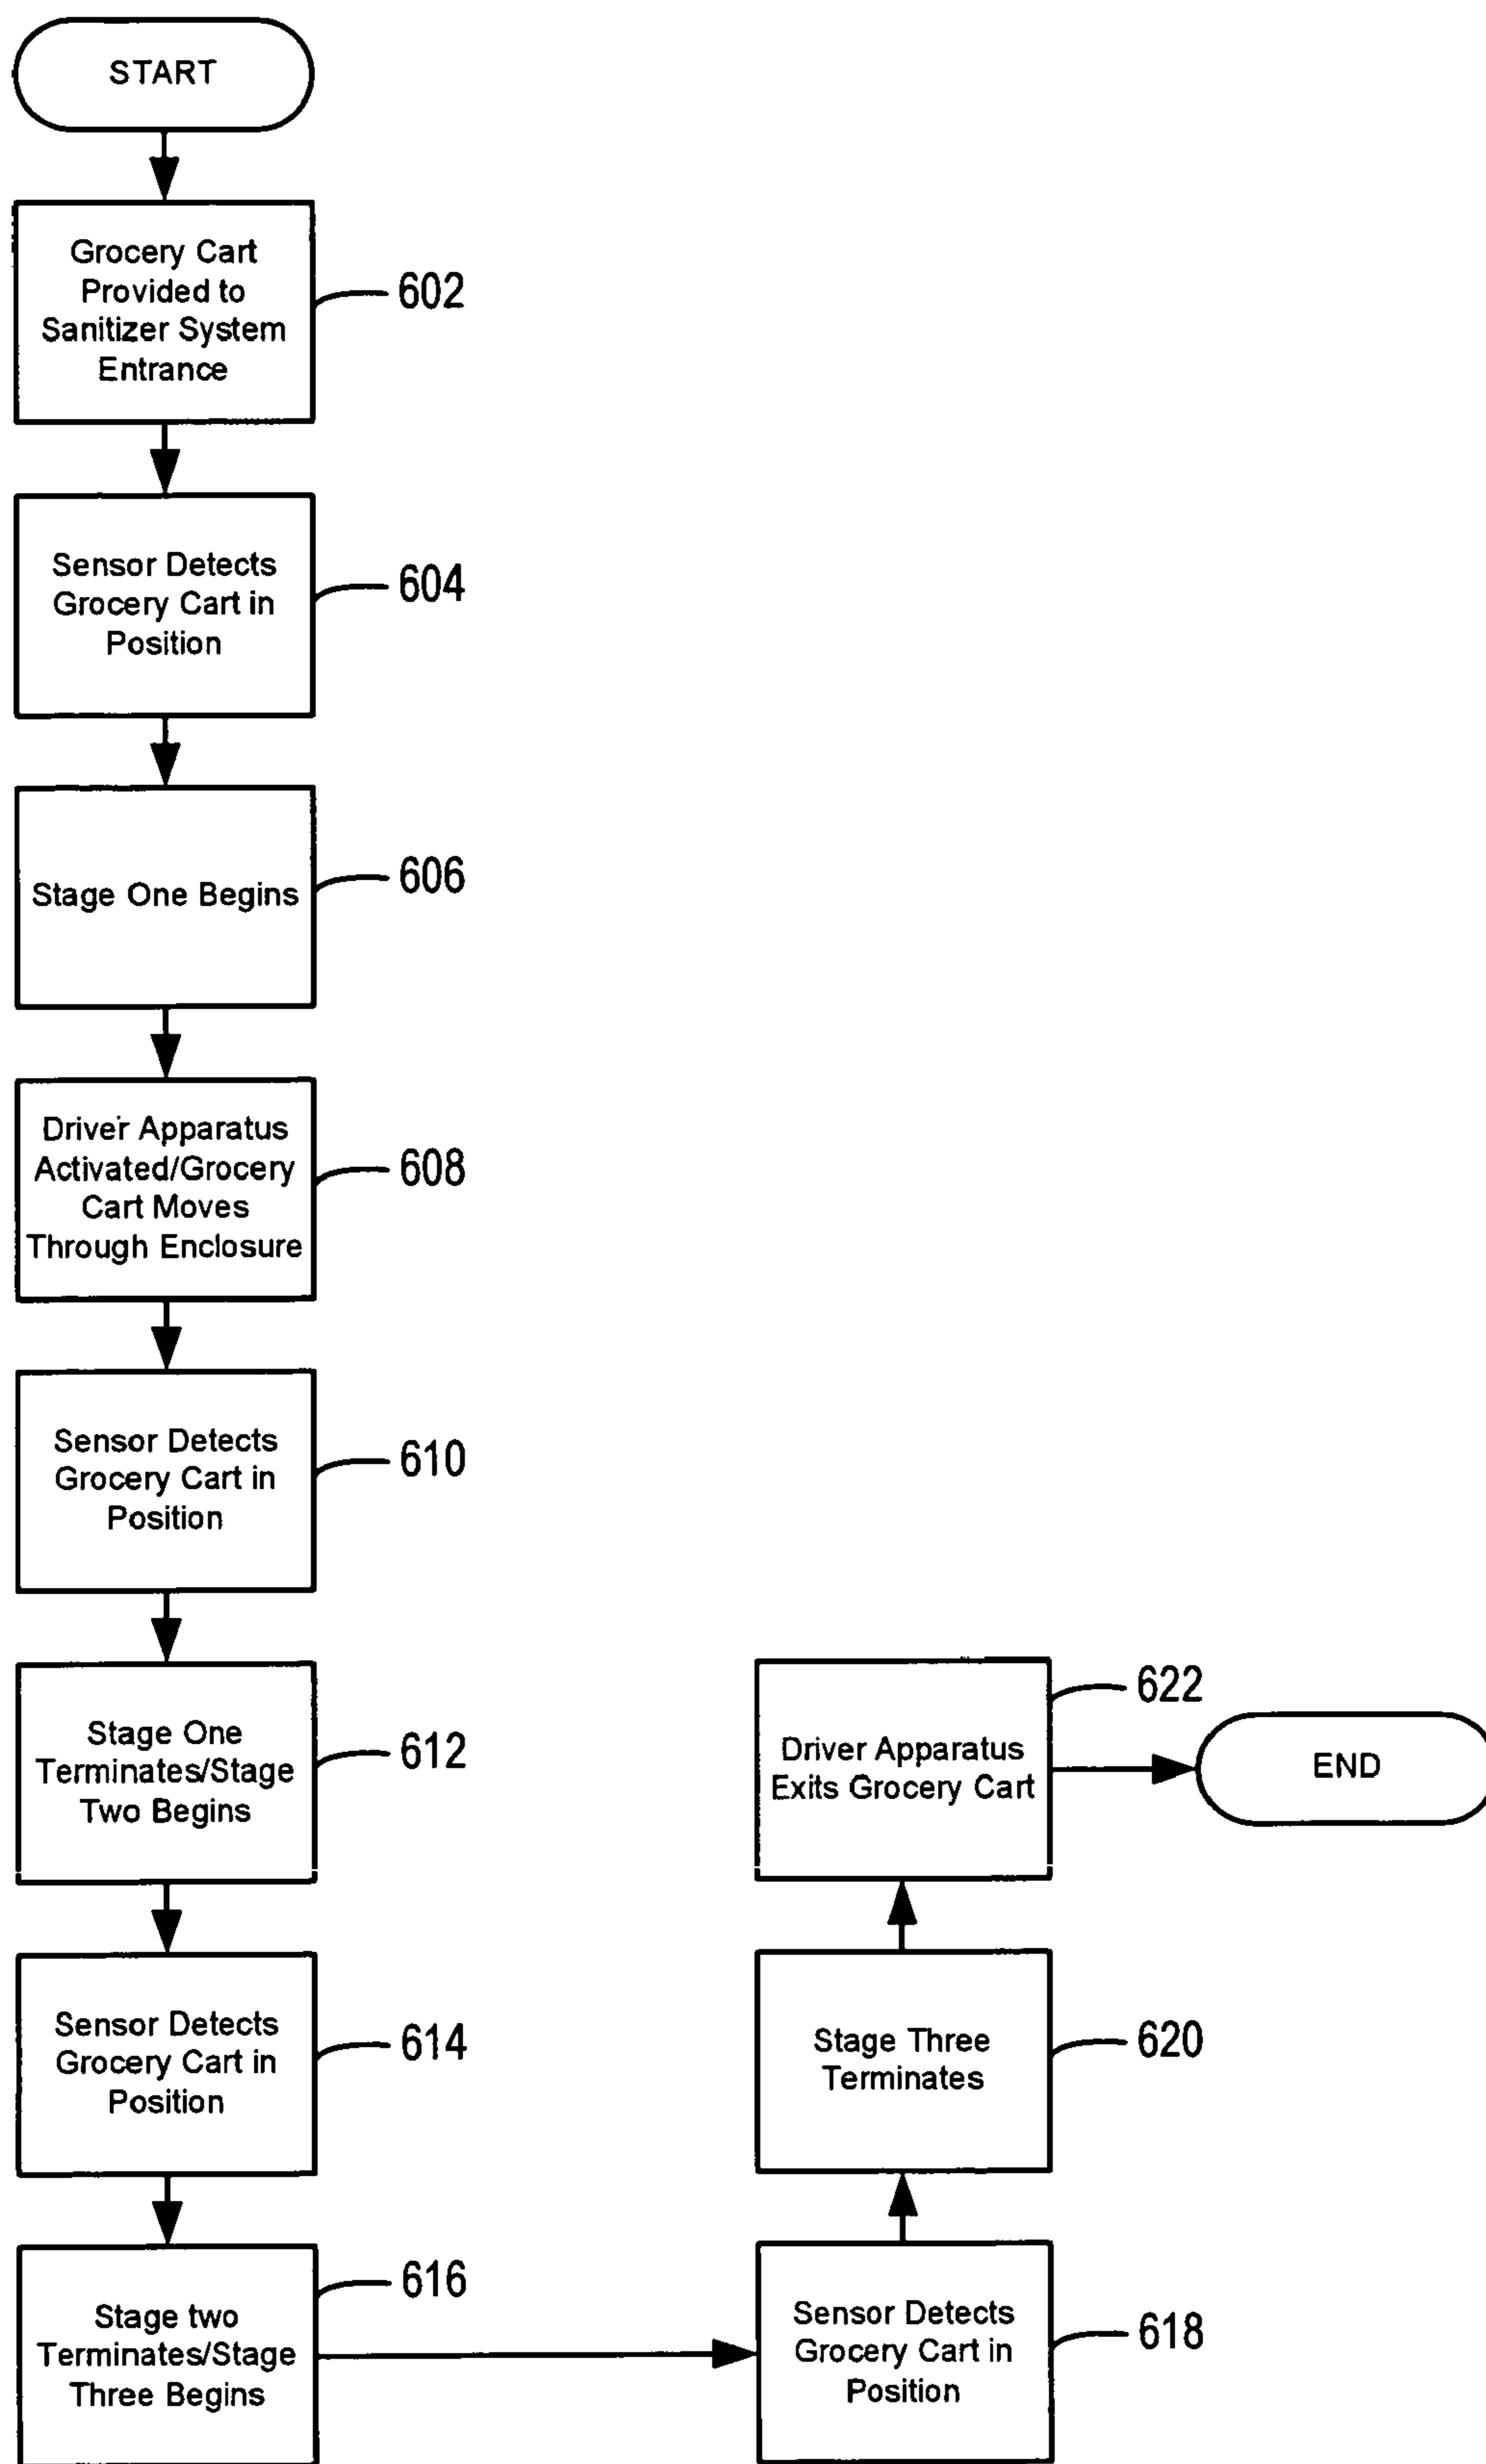 START
Grocery Cart
Provided to
Sanitizer System
Entrance
602
Sensor Detects
Grocery Cart in
Position
604
Stage One Begins
606
Driver Apparatus
Activated/Grocery
Cart Moves
Through Enclosure
608
Sensor Detects
Grocery Cart in
Position
610
Stage One
Terminates/Stage
Two Begins
612
Sensor Detects
Grocery Cart in
Position
614
Stage two
Terminates/Stage
Three Begins
616
Sensor Detects
Grocery Cart in
Position
618
Stage Three
Terminates
620
Driver Apparatus
Exits Grocery Cart
622
END